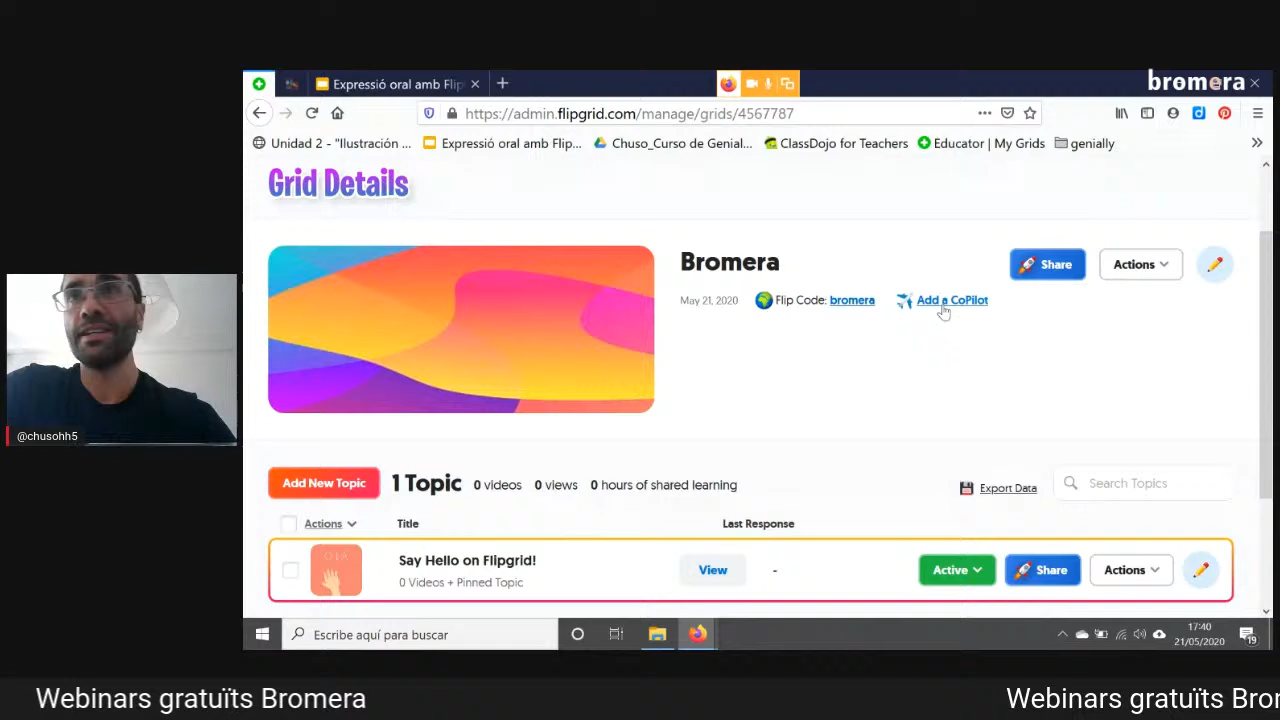 Expressió oral amb Flip
bromera
https://admin.flipgrid.com/manage/grids/4567787
Unidad 2 - "Ilustración ...
Expressió oral amb Flip...
Chuso_Curso de Genial...
ClassDojo for Teachers
Educator | My Grids
genially
Grid Details
Bromera
Share
Actions
May 21, 2020
Flip Code: bromera
Add a CoPilot
@chusohh5
Add New Topic
1 Topic
0 videos
0 views
0 hours of shared learning
Export Data
Search Topics
Actions
Title
Last Response
OLA
Say Hello on Flipgrid!
0 Videos + Pinned Topic
View
-
Active
Share
Actions
Escribe aquí para buscar
17:40
21/05/2020
19
Webinars gratuïts Bromera
Webinars gratuïts Bro